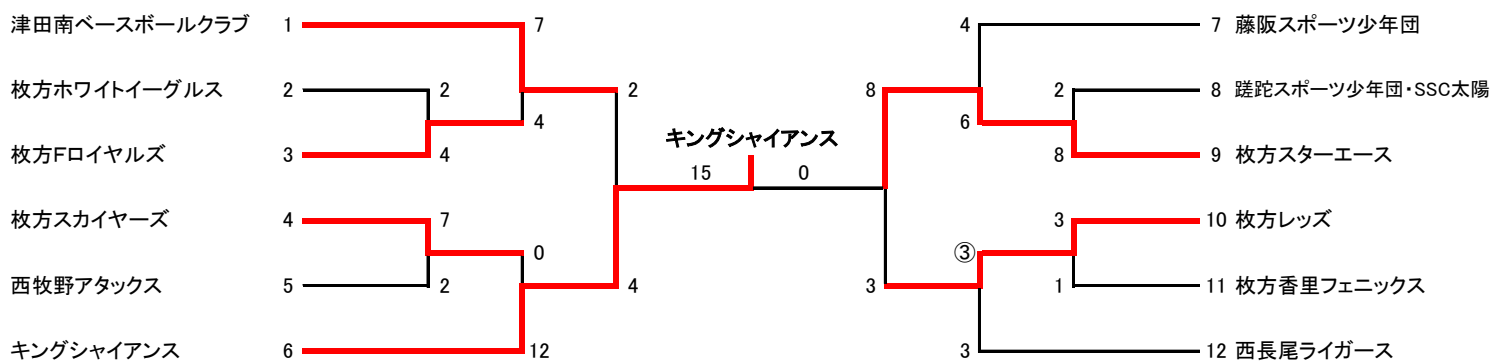 津田南ベースボールクラブ 1 7 4 7 藤阪スポーツ少年団
枚方ホワイトイーグルス 2 2 2 8 2 8 蹉跎スポーツ少年団・SSC太陽
4 6
キングシャイアンス
枚方Fロイヤルズ 3 4 8 9 枚方スターエース
15 0
枚方スカイヤーズ 4 7 3 10 枚方レッズ
0 ③
西牧野アタックス 5 2 4 3 1 11 枚方香里フェニックス
キングシャイアンス 6 12 3 12 西長尾ライガース